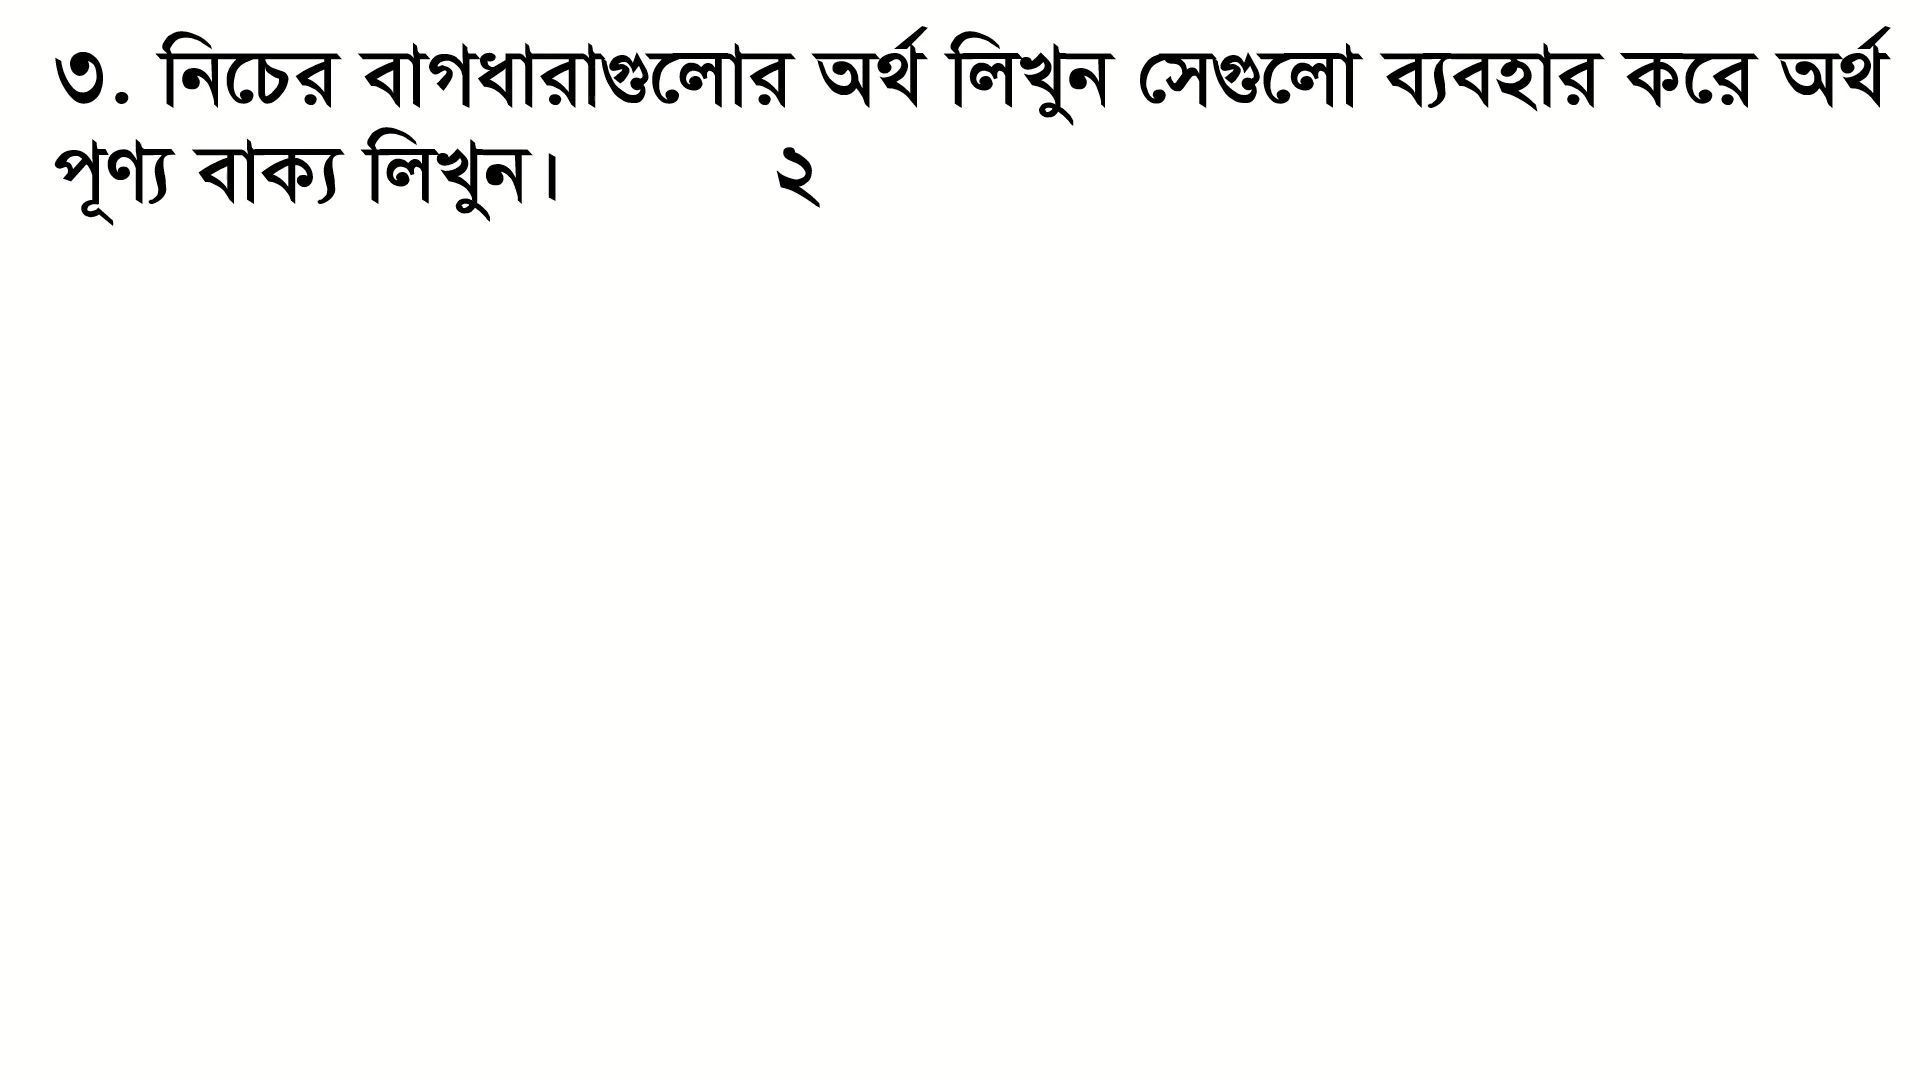 ৩. নিচের বাগধারাগুলোর অর্থ লিখুন সেগুলো ব্যবহার করে অর্থ
পূণ্য বাক্য লিখুন। ২